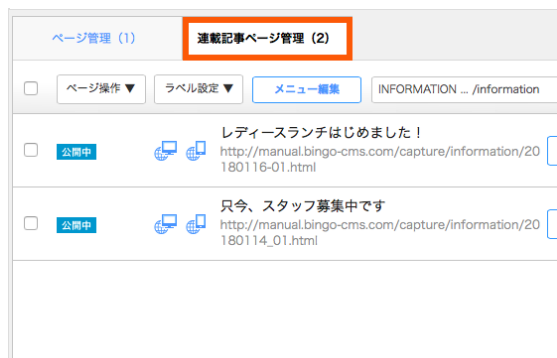 ページ管理（1）
連載記事ページ管理（2）
ページ操作 ▼
ラベル設定 ▼
メニュー編集
INFORMATION ... /information
公開中
レディースランチはじめました！
http://manual.bingo-cms.com/capture/information/20
180116-01.html
公開中
只今、スタッフ募集中です
http://manual.bingo-cms.com/capture/information/20
180114_01.html